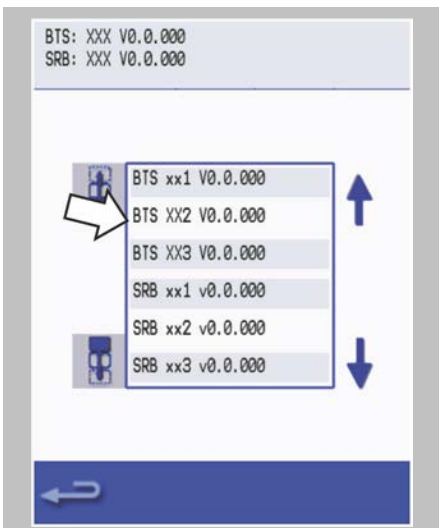 BTS: XXX V0.0.000
SRB: XXX V0.0.000
BTS xx1 V0.0.000
BTS XX2 V0.0.000
BTS XX3 V0.0.000
SRB xx1 v0.0.000
SRB xx2 v0.0.000
SRB xx3 v0.0.000